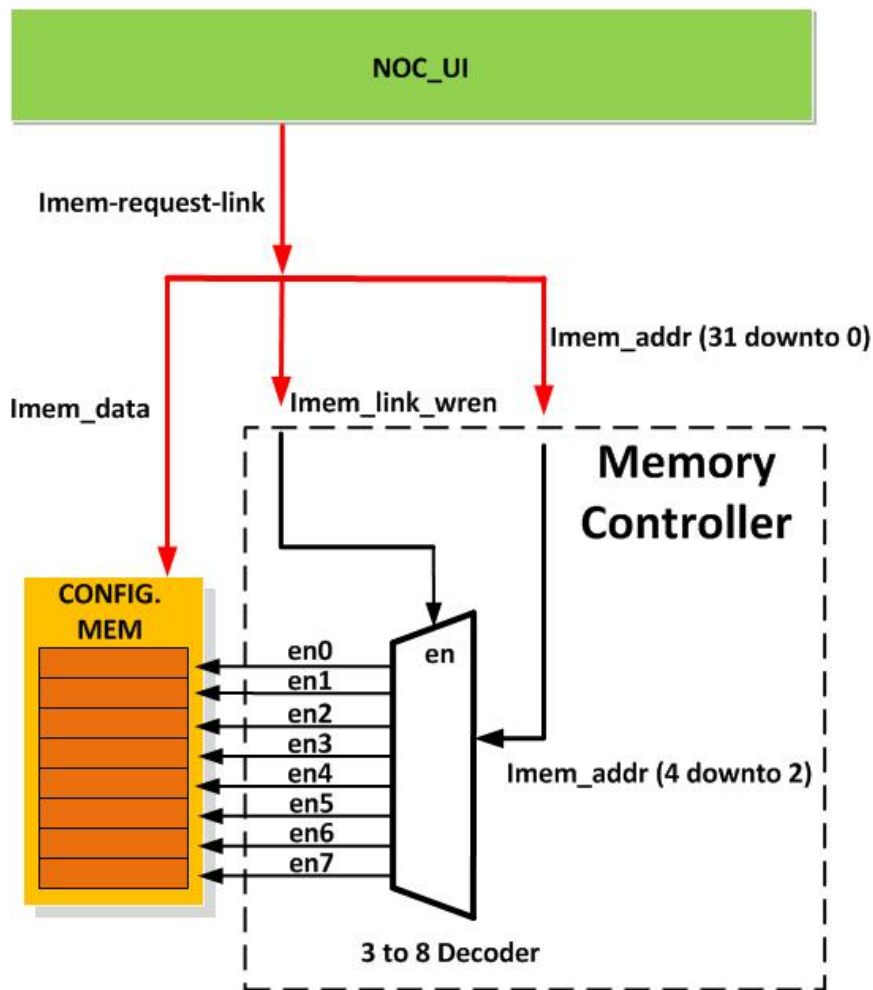 NOC_UI
Imem-request-link
Imem_addr (31 downto 0)
Imem_data
Imem_link_wren
Memory
Controller
CONFIG.
MEM
en
en0
en1
en2
en3
en4
en5
en6
en7
Imem_addr (4 downto 2)
3 to 8 Decoder